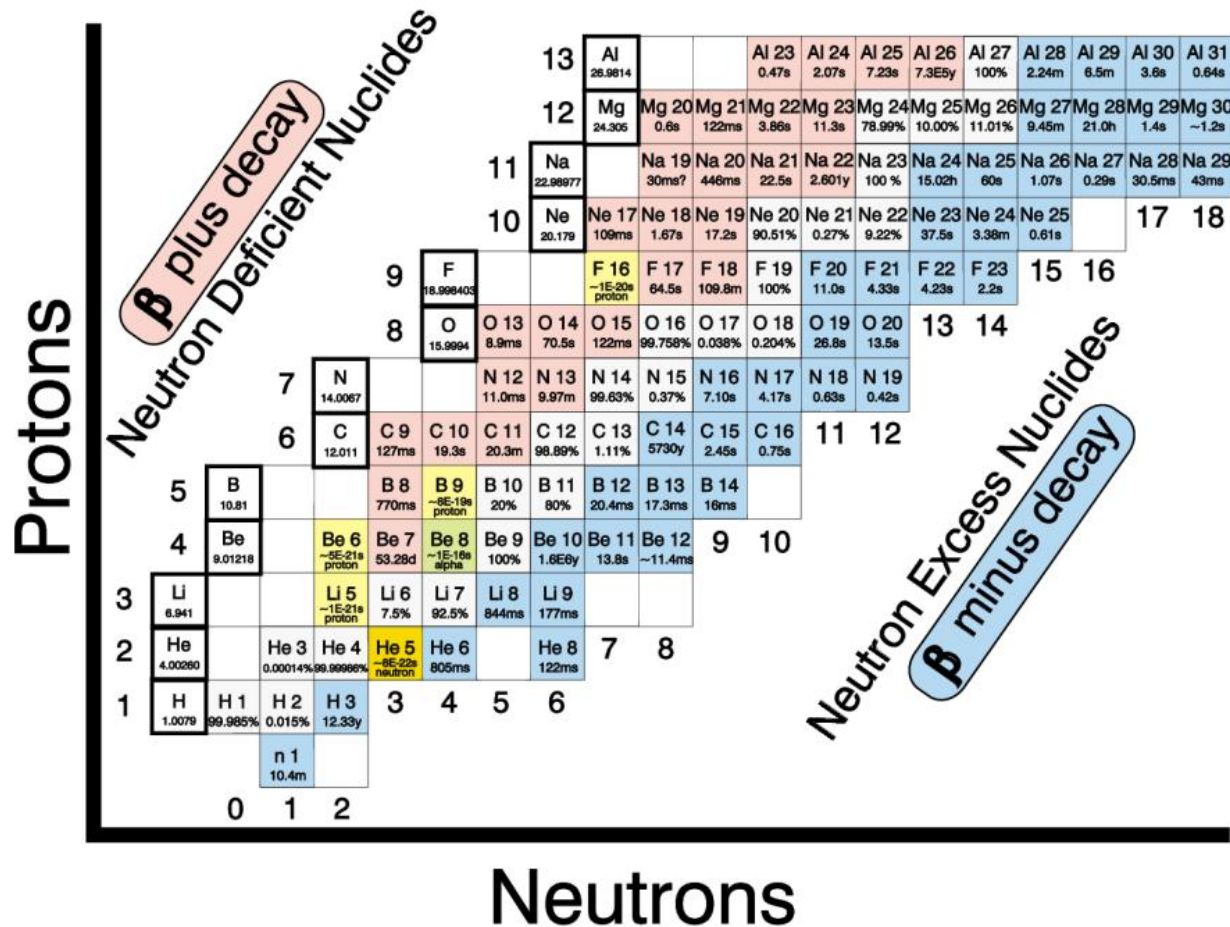 13 Al Al 23 Al 24 Al 25 Al 26 Al 27 Al 28 Al 29 Al 30 Al 31
26.9814 0.47s 2.07s 7.23s 7.3E5y 100% 2.24m 6.5m 3.6s 0.64s
12 Mg Mg 20 Mg 21 Mg 22 Mg 23 Mg 24 Mg 25 Mg 26 Mg 27 Mg 28 Mg 29 Mg 30
24.305 0.6s 122ms 3.86s 11.3s 78.99% 10.00% 11.01% 9.45m 21.0h 1.4s ~1.2s
11 Na Na 19 Na 20 Na 21 Na 22 Na 23 Na 24 Na 25 Na 26 Na 27 Na 28 Na 29
22.98977 30ms? 446ms 22.5s 2.601y 100 % 15.02h 60s 1.07s 0.29s 30.5ms 43ms
10 Ne Ne 17 Ne 18 Ne 19 Ne 20 Ne 21 Ne 22 Ne 23 Ne 24 Ne 25 17 18
20.179 109ms 1.67s 17.2s 90.51% 0.27% 9.22% 37.5s 3.38m 0.61s
9 F F 16 F 17 F 18 F 19 F 20 F 21 F 22 F 23 15 16
18.998403 ~1E-20s 64.5s 109.8m 100% 11.0s 4.33s 4.23s 2.2s
proton
8 O O 13 O 14 O 15 O 16 O 17 O 18 O 19 O 20 13 14
15.9994 8.9ms 70.5s 122ms 99.758% 0.038% 0.204% 26.8s 13.5s
7 N N 12 N 13 N 14 N 15 N 16 N 17 N 18 N 19
14.0067 11.0ms 9.97m 99.63% 0.37% 7.10s 4.17s 0.63s 0.42s
6 C C 9 C 10 C 11 C 12 C 13 C 14 C 15 C 16 11 12
12.011 127ms 19.3s 20.3m 98.89% 1.11% 5730y 2.45s 0.75s
5 B B 8 B 9 B 10 B 11 B 12 B 13 B 14
10.81 770ms ~8E-19s 20% 80% 20.4ms 17.3ms 16ms
proton
4 Be Be 6 Be 7 Be 8 Be 9 Be 10 Be 11 Be 12 9 10
9.01218 ~5E-21s 53.28d ~1E-16s 100% 1.6E6y 13.8s ~11.4ms
proton alpha
3 Li Li 5 Li 6 Li 7 Li 8 Li 9
6.941 ~1E-21s 7.5% 92.5% 844ms 177ms
proton
2 He He 3 He 4 He 5 He 6 He 8 7 8
4.00260 0.00014% 99.99986% ~8E-22s 805ms 122ms
neutron
1 H H 1 H 2 H 3 3 4 5 6
1.0079 99.985% 0.015% 12.33y
n 1
10.4m
0 1 2
β plus decay
Neutron Deficient Nuclides
Neutron Excess Nuclides
β minus decay
Protons
Neutrons